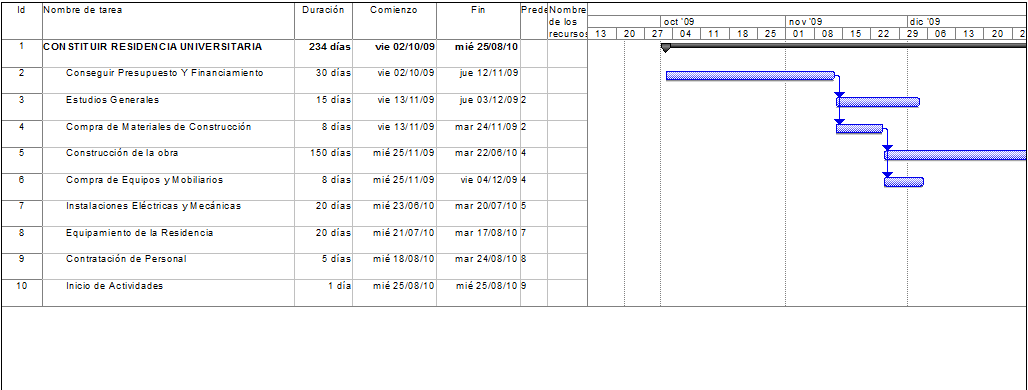 Id Nombre de tarea Duración Comienzo Fin Prede Nombre
de los
recursos
oct '09 nov '09 dic '09
13 20 27 04 11 18 25 01 08 15 22 29 06 13 20 2
1 CONSTITUIR RESIDENCIA UNIVERSITARIA 234 días vie 02/10/09 mié 25/08/10
2 Conseguir Presupuesto Y Financiamiento 30 días vie 02/10/09 jue 12/11/09
3 Estudios Generales 15 días vie 13/11/09 jue 03/12/09 2
4 Compra de Materiales de Construcción 8 días vie 13/11/09 mar 24/11/09 2
5 Construcción de la obra 150 días mié 25/11/09 mar 22/06/10 4
6 Compra de Equipos y Mobiliarios 8 días mié 25/11/09 vie 04/12/09 4
7 Instalaciones Eléctricas y Mecánicas 20 días mié 23/06/10 mar 20/07/10 5
8 Equipamiento de la Residencia 20 días mié 21/07/10 mar 17/08/10 7
9 Contratación de Personal 5 días mié 18/08/10 mar 24/08/10 8
10 Inicio de Actividades 1 día mié 25/08/10 mié 25/08/10 9